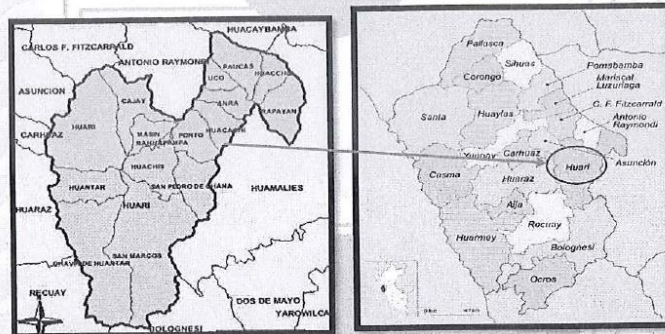 HUACAYBAMBA
CARLOS F. FITZCARRALD
ANTONIO RAYMONDI
PAUCAS
UCO
HUACCHIS
ASUNCION
CAJAY
ANRA
RAPAYAN
HUARI
MASIN
PONTO
HUACACHI
CARHUAZ
RAHUAPAMPA
HUACHIS
HUANTAR
SAN PEDRO DE CHANA
HUARI
HUAMALIES
HUARAZ
SAN MARCOS
CHAVIN DE HUANTAR
RECUAY
DOS DE MAYO
YAROWILCA
BOLOGNESI
Pallasca
Sihuas
Corongo
Pomabamba
Mariscal
Luzuriaga
Huaylas
C. F. Fitzcarrald
Santa
Antonio
Raymondi
Yungay
Carhuaz
Asunción
Huari
Casma
Huaraz
Aija
Recuay
Huarmey
Bolognesi
Ocros